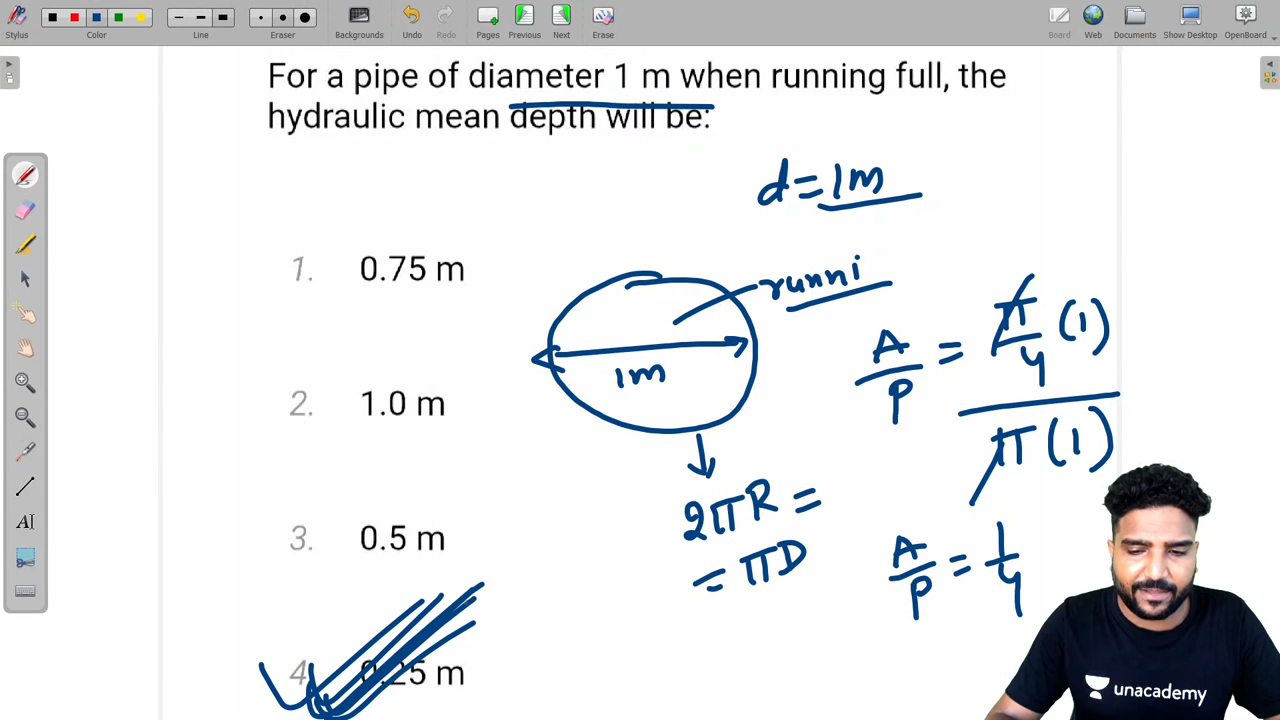 Stylus
Color
Line
Eraser
Backgrounds
Undo
Redo
Pages
Previous
Next
Erase
Board
Web
Documents
Show Desktop
OpenBoard
For a pipe of diameter 1 m when running full, the
hydraulic mean depth will be:
d=1m
1. 0.75 m
runni
1m
A/P = π/4 (1) / π (1)
2. 1.0 m
2πR =
= πD
3. 0.5 m
A/P = 1/4
4. 0.25 m
AI
unacademy